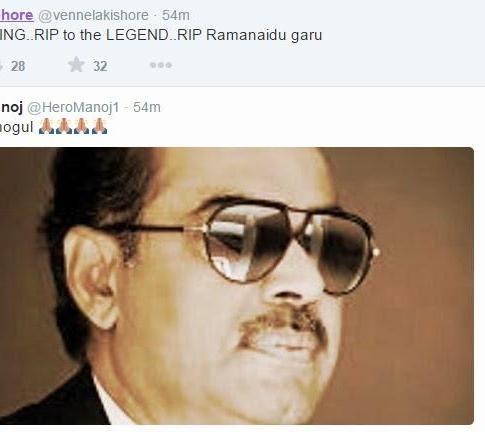 hore @vennelakishore · 54m
ING..RIP to the LEGEND..RIP Ramanaidu garu
28 32
noj @HeroManoj1 · 54m
nogul 🙏🙏🙏🙏